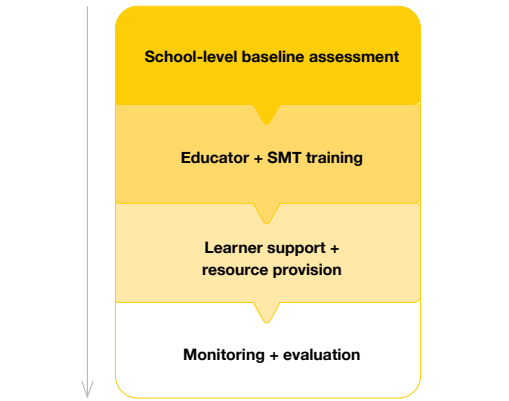 School-level baseline assessment
Educator + SMT training
Learner support +
resource provision
Monitoring + evaluation